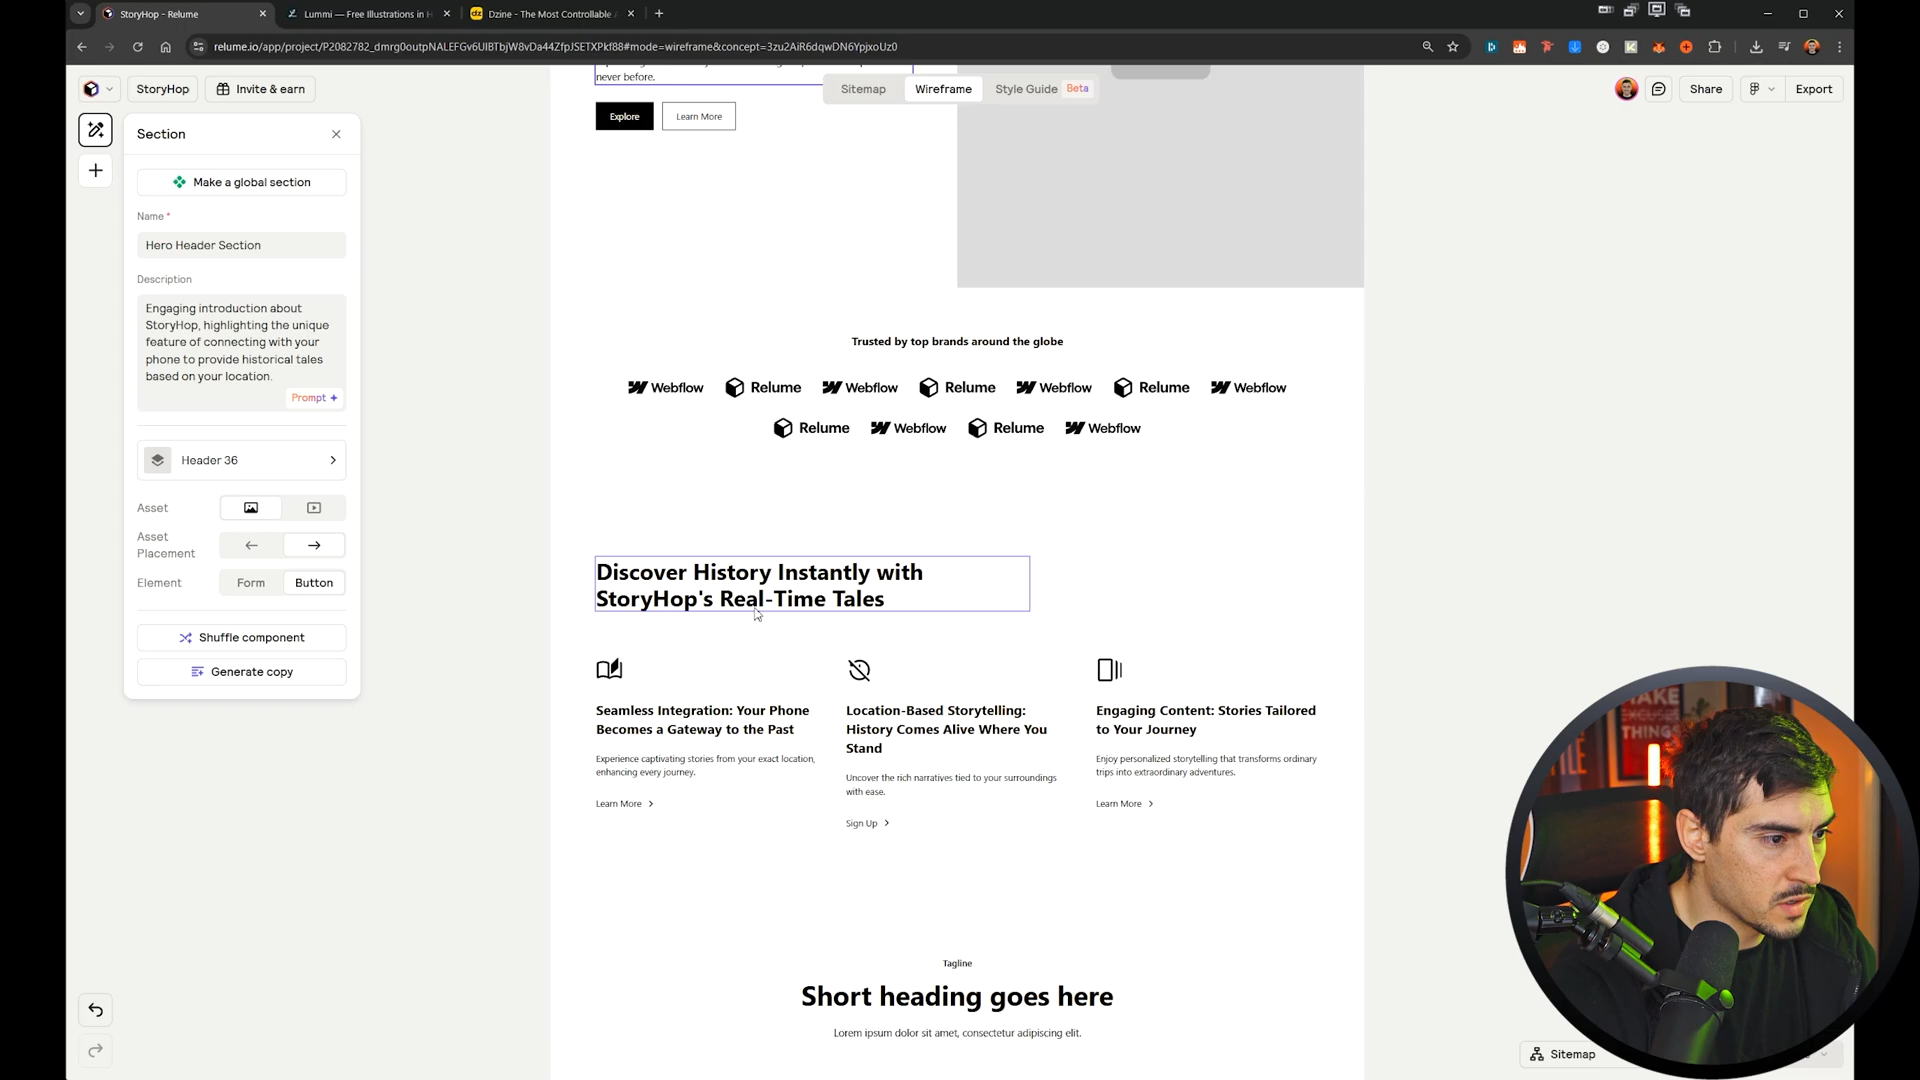 StoryHop - Relume
Lummi — Free Illustrations in H
Dzine - The Most Controllable
relume.io/app/project/P2082782_dmrg0outpNALEFGv6UIBTbjW8vDa44ZfpJSETXPkf88#mode=wireframe&concept=3zu2AiR6dqwDN6YpjxoUz0
StoryHop
Invite & earn
never before.
Sitemap
Wireframe
Style Guide
Beta
Share
Export
Explore
Learn More
Section
Make a global section
Name *
Hero Header Section
Description
Engaging introduction about
StoryHop, highlighting the unique
feature of connecting with your
phone to provide historical tales
based on your location.
Prompt
Header 36
Asset
Asset
Placement
Element
Form
Button
Shuffle component
Generate copy
Trusted by top brands around the globe
Webflow Relume Webflow Relume Webflow Relume Webflow
Relume Webflow Relume Webflow
Discover History Instantly with
StoryHop's Real-Time Tales
Seamless Integration: Your Phone
Becomes a Gateway to the Past
Experience captivating stories from your exact location,
enhancing every journey.
Learn More
Location-Based Storytelling:
History Comes Alive Where You
Stand
Uncover the rich narratives tied to your surroundings
with ease.
Sign Up
Engaging Content: Stories Tailored
to Your Journey
Enjoy personalized storytelling that transforms ordinary
trips into extraordinary adventures.
Learn More
Tagline
Short heading goes here
Lorem ipsum dolor sit amet, consectetur adipiscing elit.
Sitemap
MAKE
THINGS